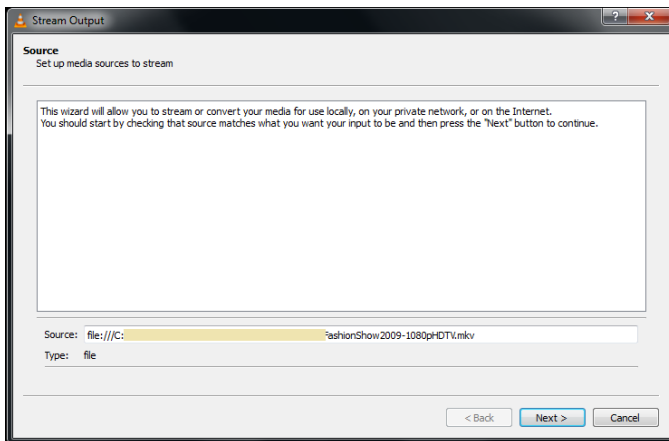 Stream Output
Source
Set up media sources to stream
This wizard will allow you to stream or convert your media for use locally, on your private network, or on the Internet.
You should start by checking that source matches what you want your input to be and then press the "Next" button to continue.
Source: file:///C: FashionShow2009-1080pHDTV.mkv
Type: file
< Back Next > Cancel